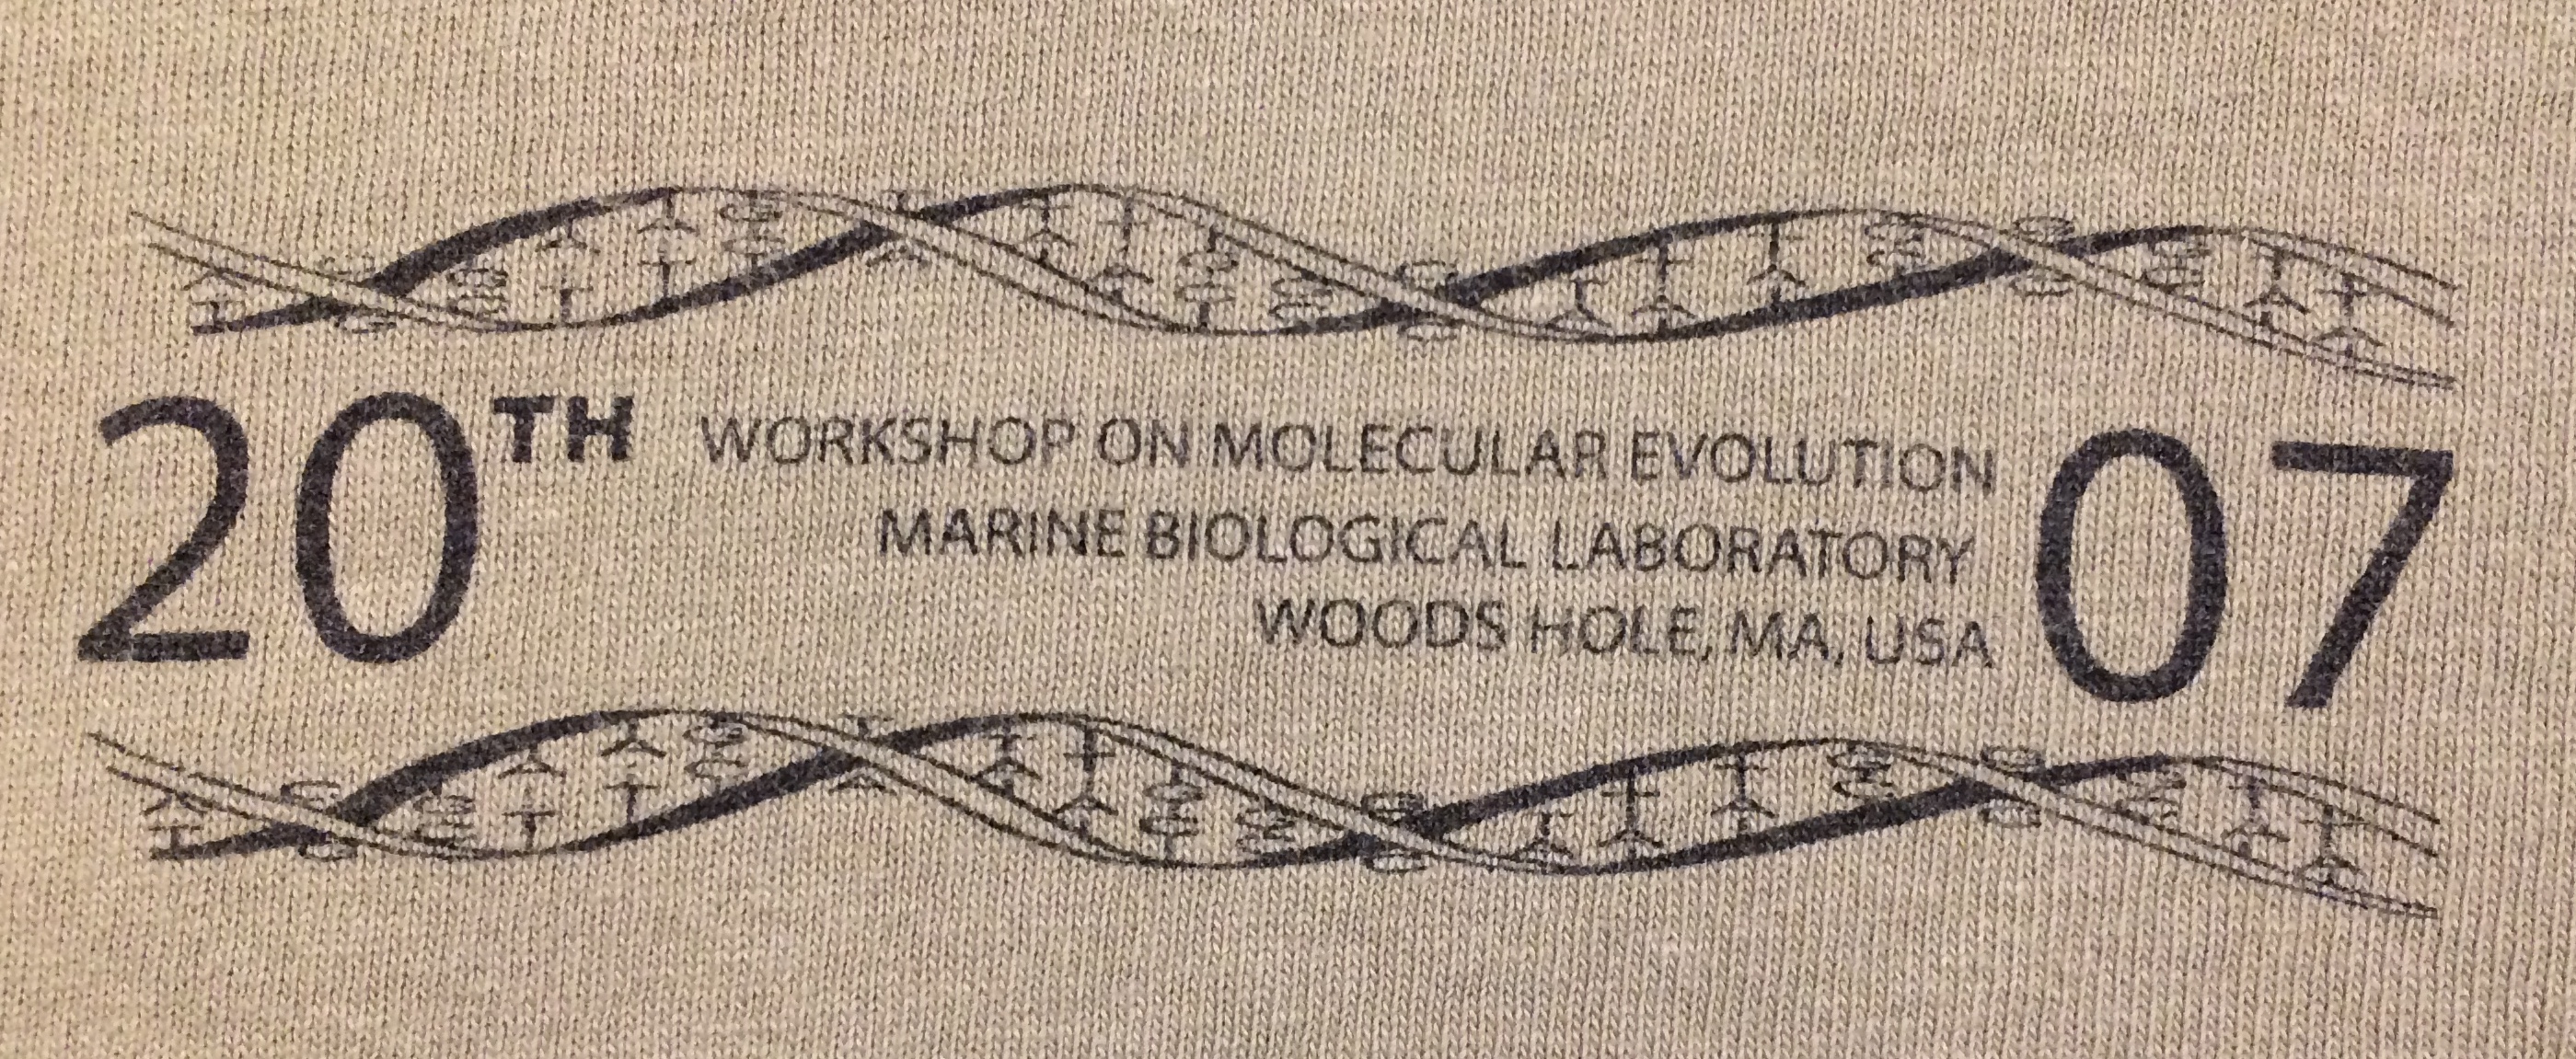 20TH WORKSHOP ON MOLECULAR EVOLUTION 07
MARINE BIOLOGICAL LABORATORY
WOODS HOLE, MA, USA